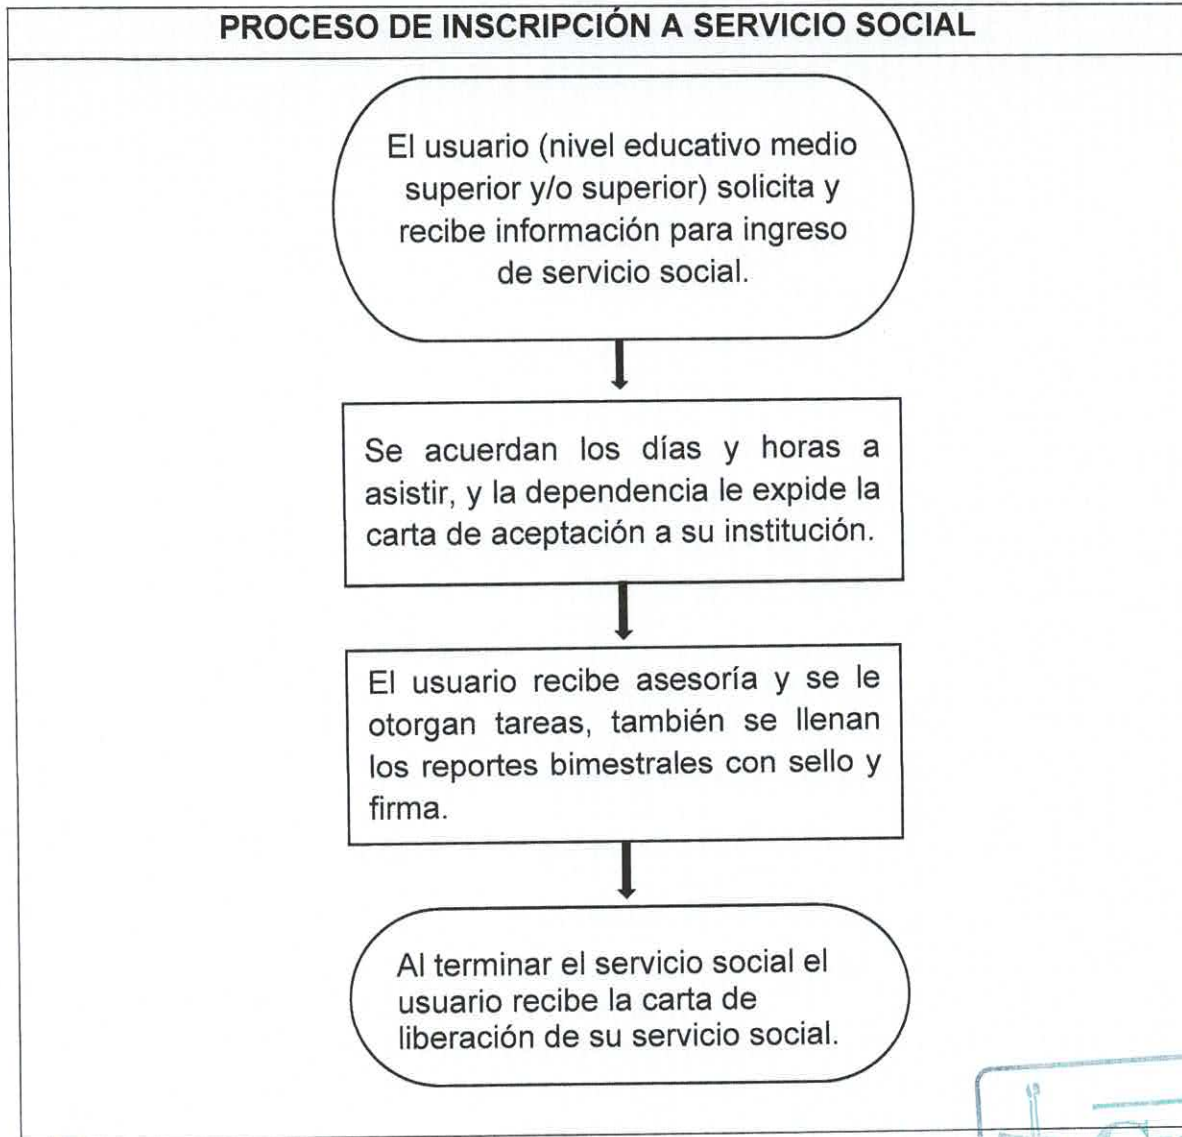 PROCESO DE INSCRIPCIÓN A SERVICIO SOCIAL
El usuario (nivel educativo medio
superior y/o superior) solicita y
recibe información para ingreso
de servicio social.
Se acuerdan los días y horas a
asistir, y la dependencia le expide la
carta de aceptación a su institución.
El usuario recibe asesoría y se le
otorgan tareas, también se llenan
los reportes bimestrales con sello y
firma.
Al terminar el servicio social el
usuario recibe la carta de
liberación de su servicio social.